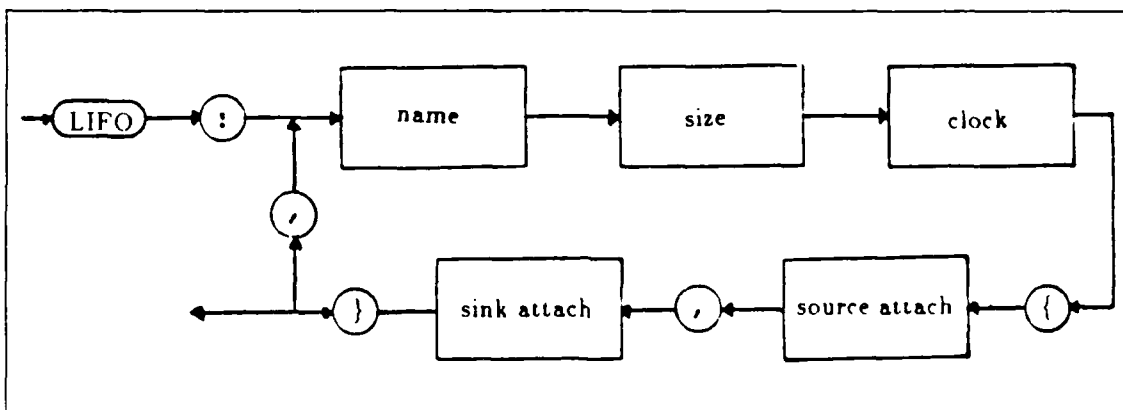 LIFO : name size clock
,
} sink attach , source attach {